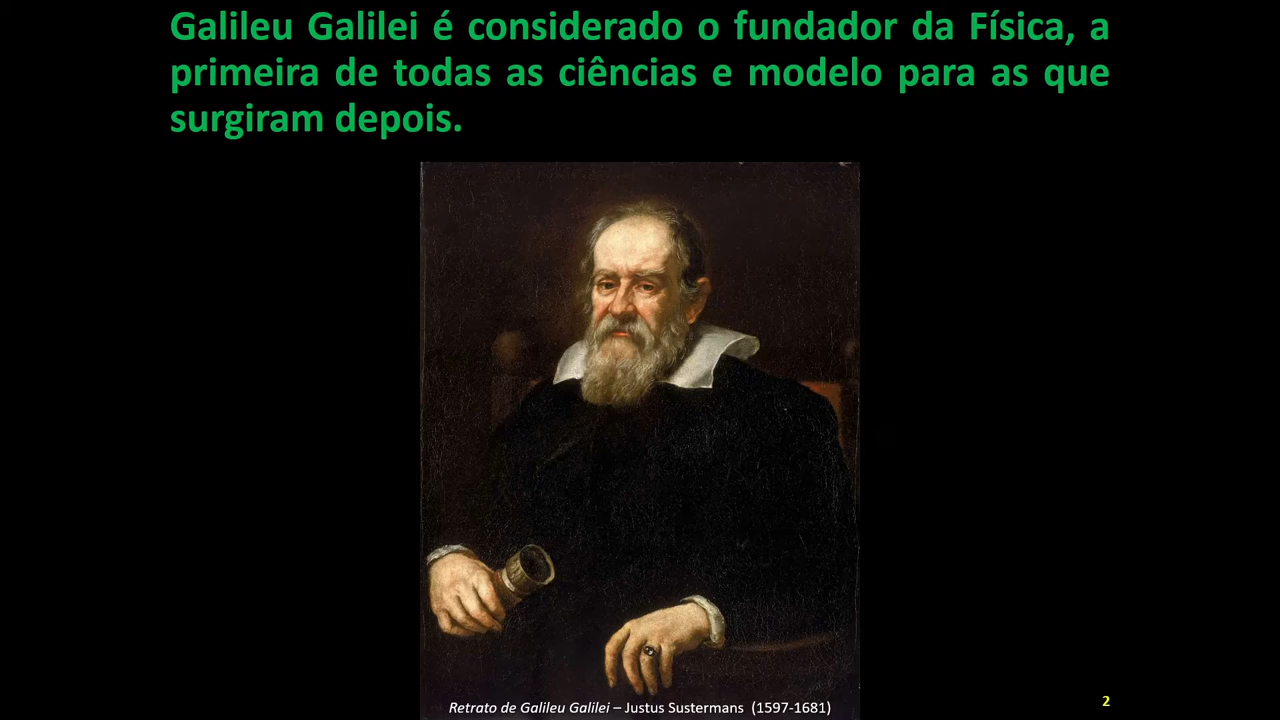 Galileu Galilei é considerado o fundador da Física, a
primeira de todas as ciências e modelo para as que
surgiram depois.
Retrato de Galileu Galilei – Justus Sustermans (1597-1681)
2